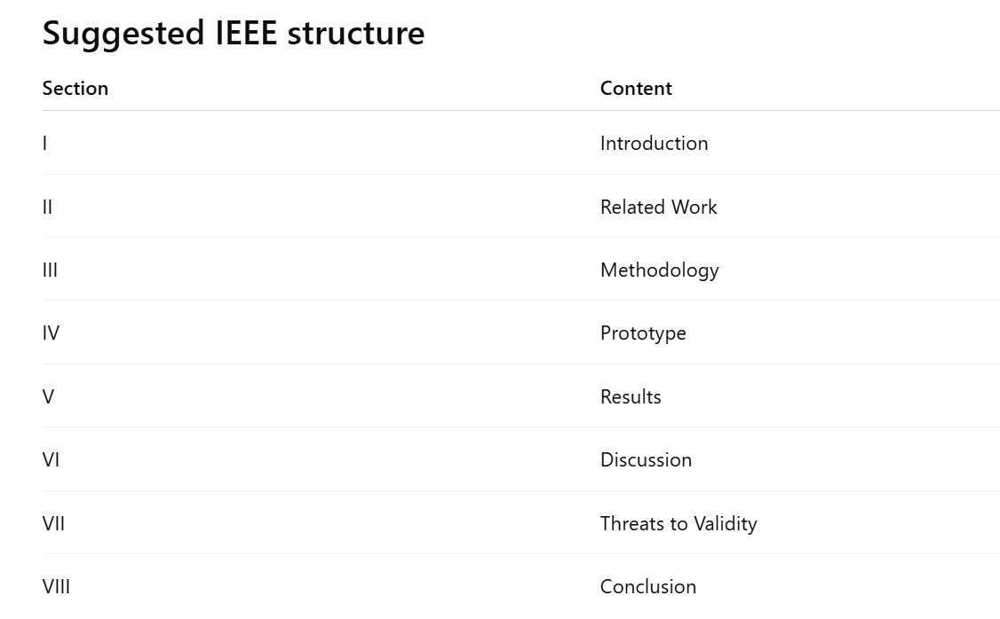 Suggested IEEE structure
Section Content
I Introduction
II Related Work
III Methodology
IV Prototype
V Results
VI Discussion
VII Threats to Validity
VIII Conclusion